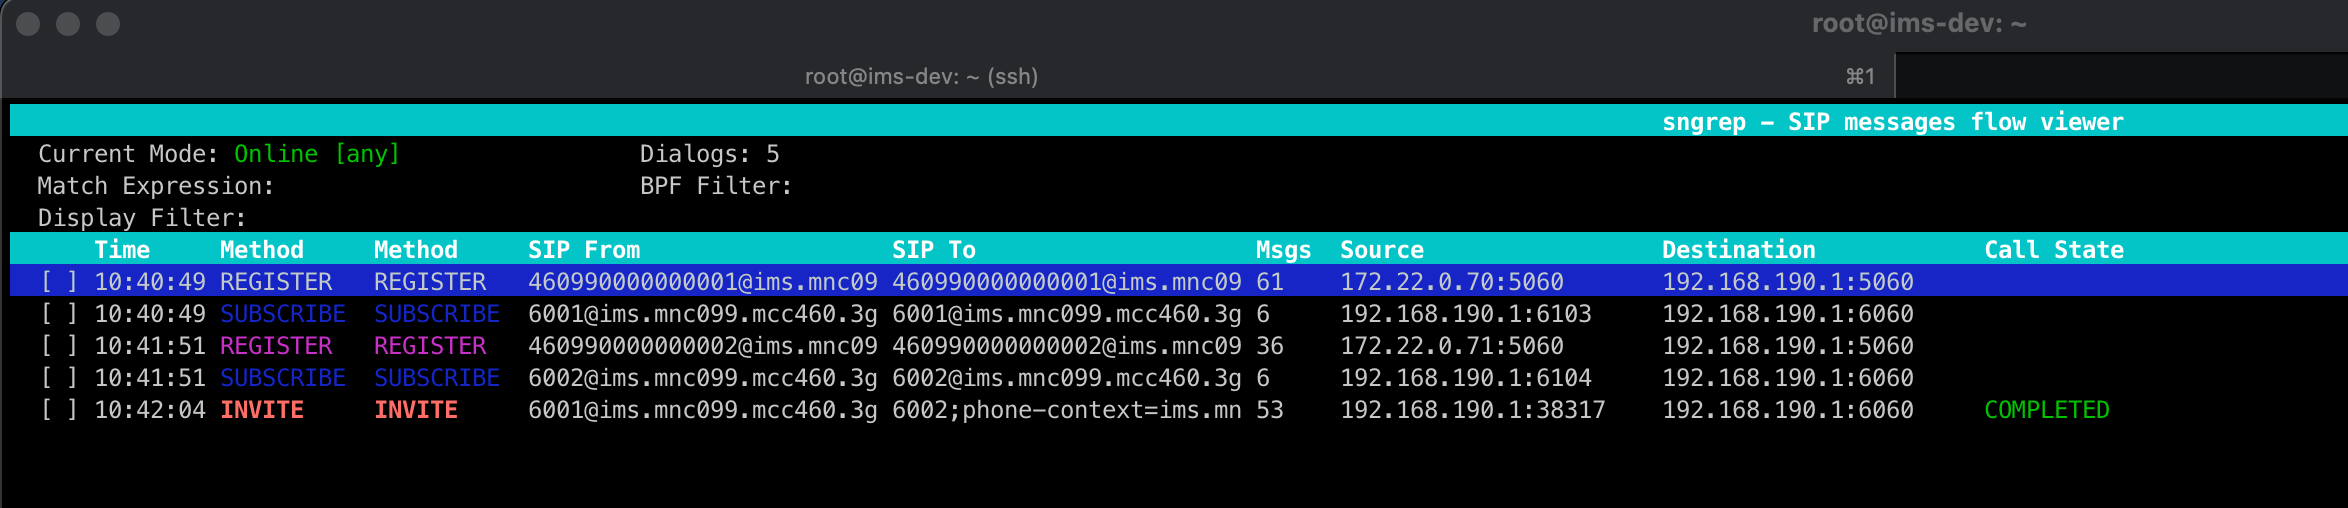 root@ims-dev: ~
root@ims-dev: ~ (ssh) ⌘1
sngrep - SIP messages flow viewer
Current Mode: Online [any] Dialogs: 5
Match Expression: BPF Filter:
Display Filter:
Time Method Method SIP From SIP To Msgs Source Destination Call State
[ ] 10:40:49 REGISTER REGISTER 460990000000001@ims.mnc09 460990000000001@ims.mnc09 61 172.22.0.70:5060 192.168.190.1:5060
[ ] 10:40:49 SUBSCRIBE SUBSCRIBE 6001@ims.mnc099.mcc460.3g 6001@ims.mnc099.mcc460.3g 6 192.168.190.1:6103 192.168.190.1:6060
[ ] 10:41:51 REGISTER REGISTER 460990000000002@ims.mnc09 460990000000002@ims.mnc09 36 172.22.0.71:5060 192.168.190.1:5060
[ ] 10:41:51 SUBSCRIBE SUBSCRIBE 6002@ims.mnc099.mcc460.3g 6002@ims.mnc099.mcc460.3g 6 192.168.190.1:6104 192.168.190.1:6060
[ ] 10:42:04 INVITE INVITE 6001@ims.mnc099.mcc460.3g 6002;phone-context=ims.mn 53 192.168.190.1:38317 192.168.190.1:6060 COMPLETED